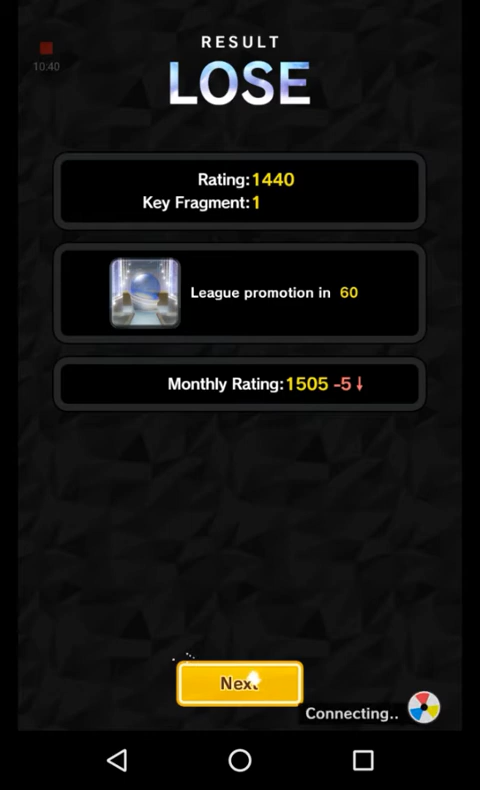 RESULT
LOSE
10:40
Rating:1440
Key Fragment:1
League promotion in 60
Monthly Rating:1505 -5↓
Next
Connecting..